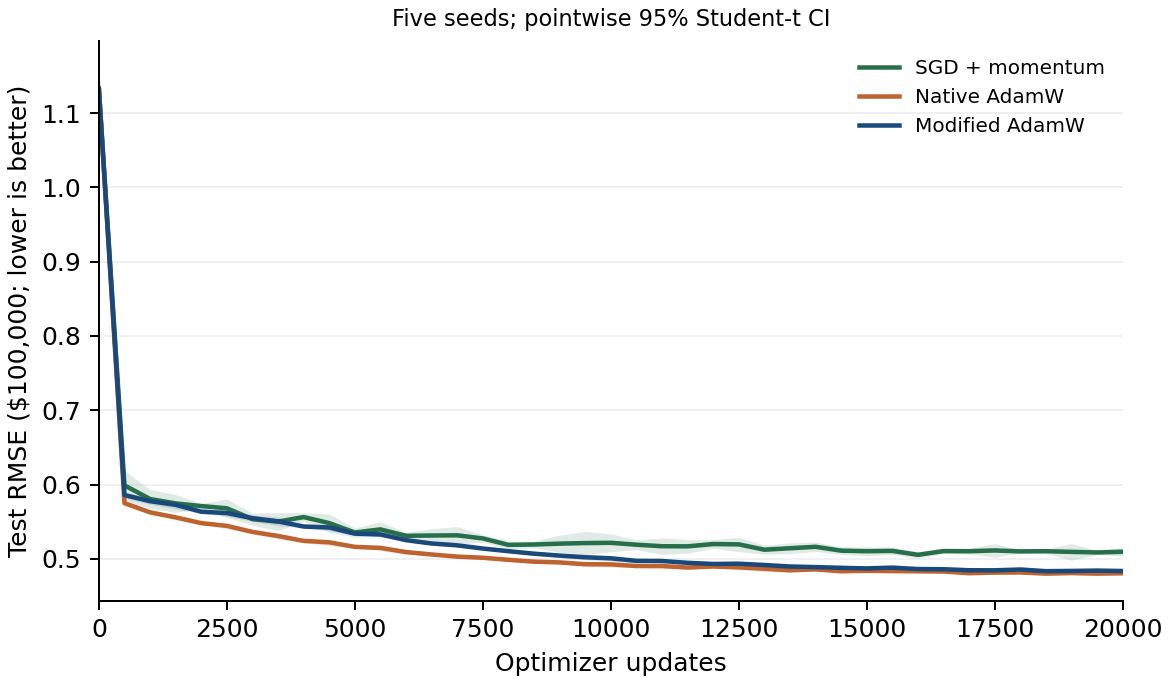 Five seeds; pointwise 95% Student-t CI
SGD + momentum
Native AdamW
Modified AdamW
Test RMSE ($100,000; lower is better)
1.1
1.0
0.9
0.8
0.7
0.6
0.5
0 2500 5000 7500 10000 12500 15000 17500 20000
Optimizer updates